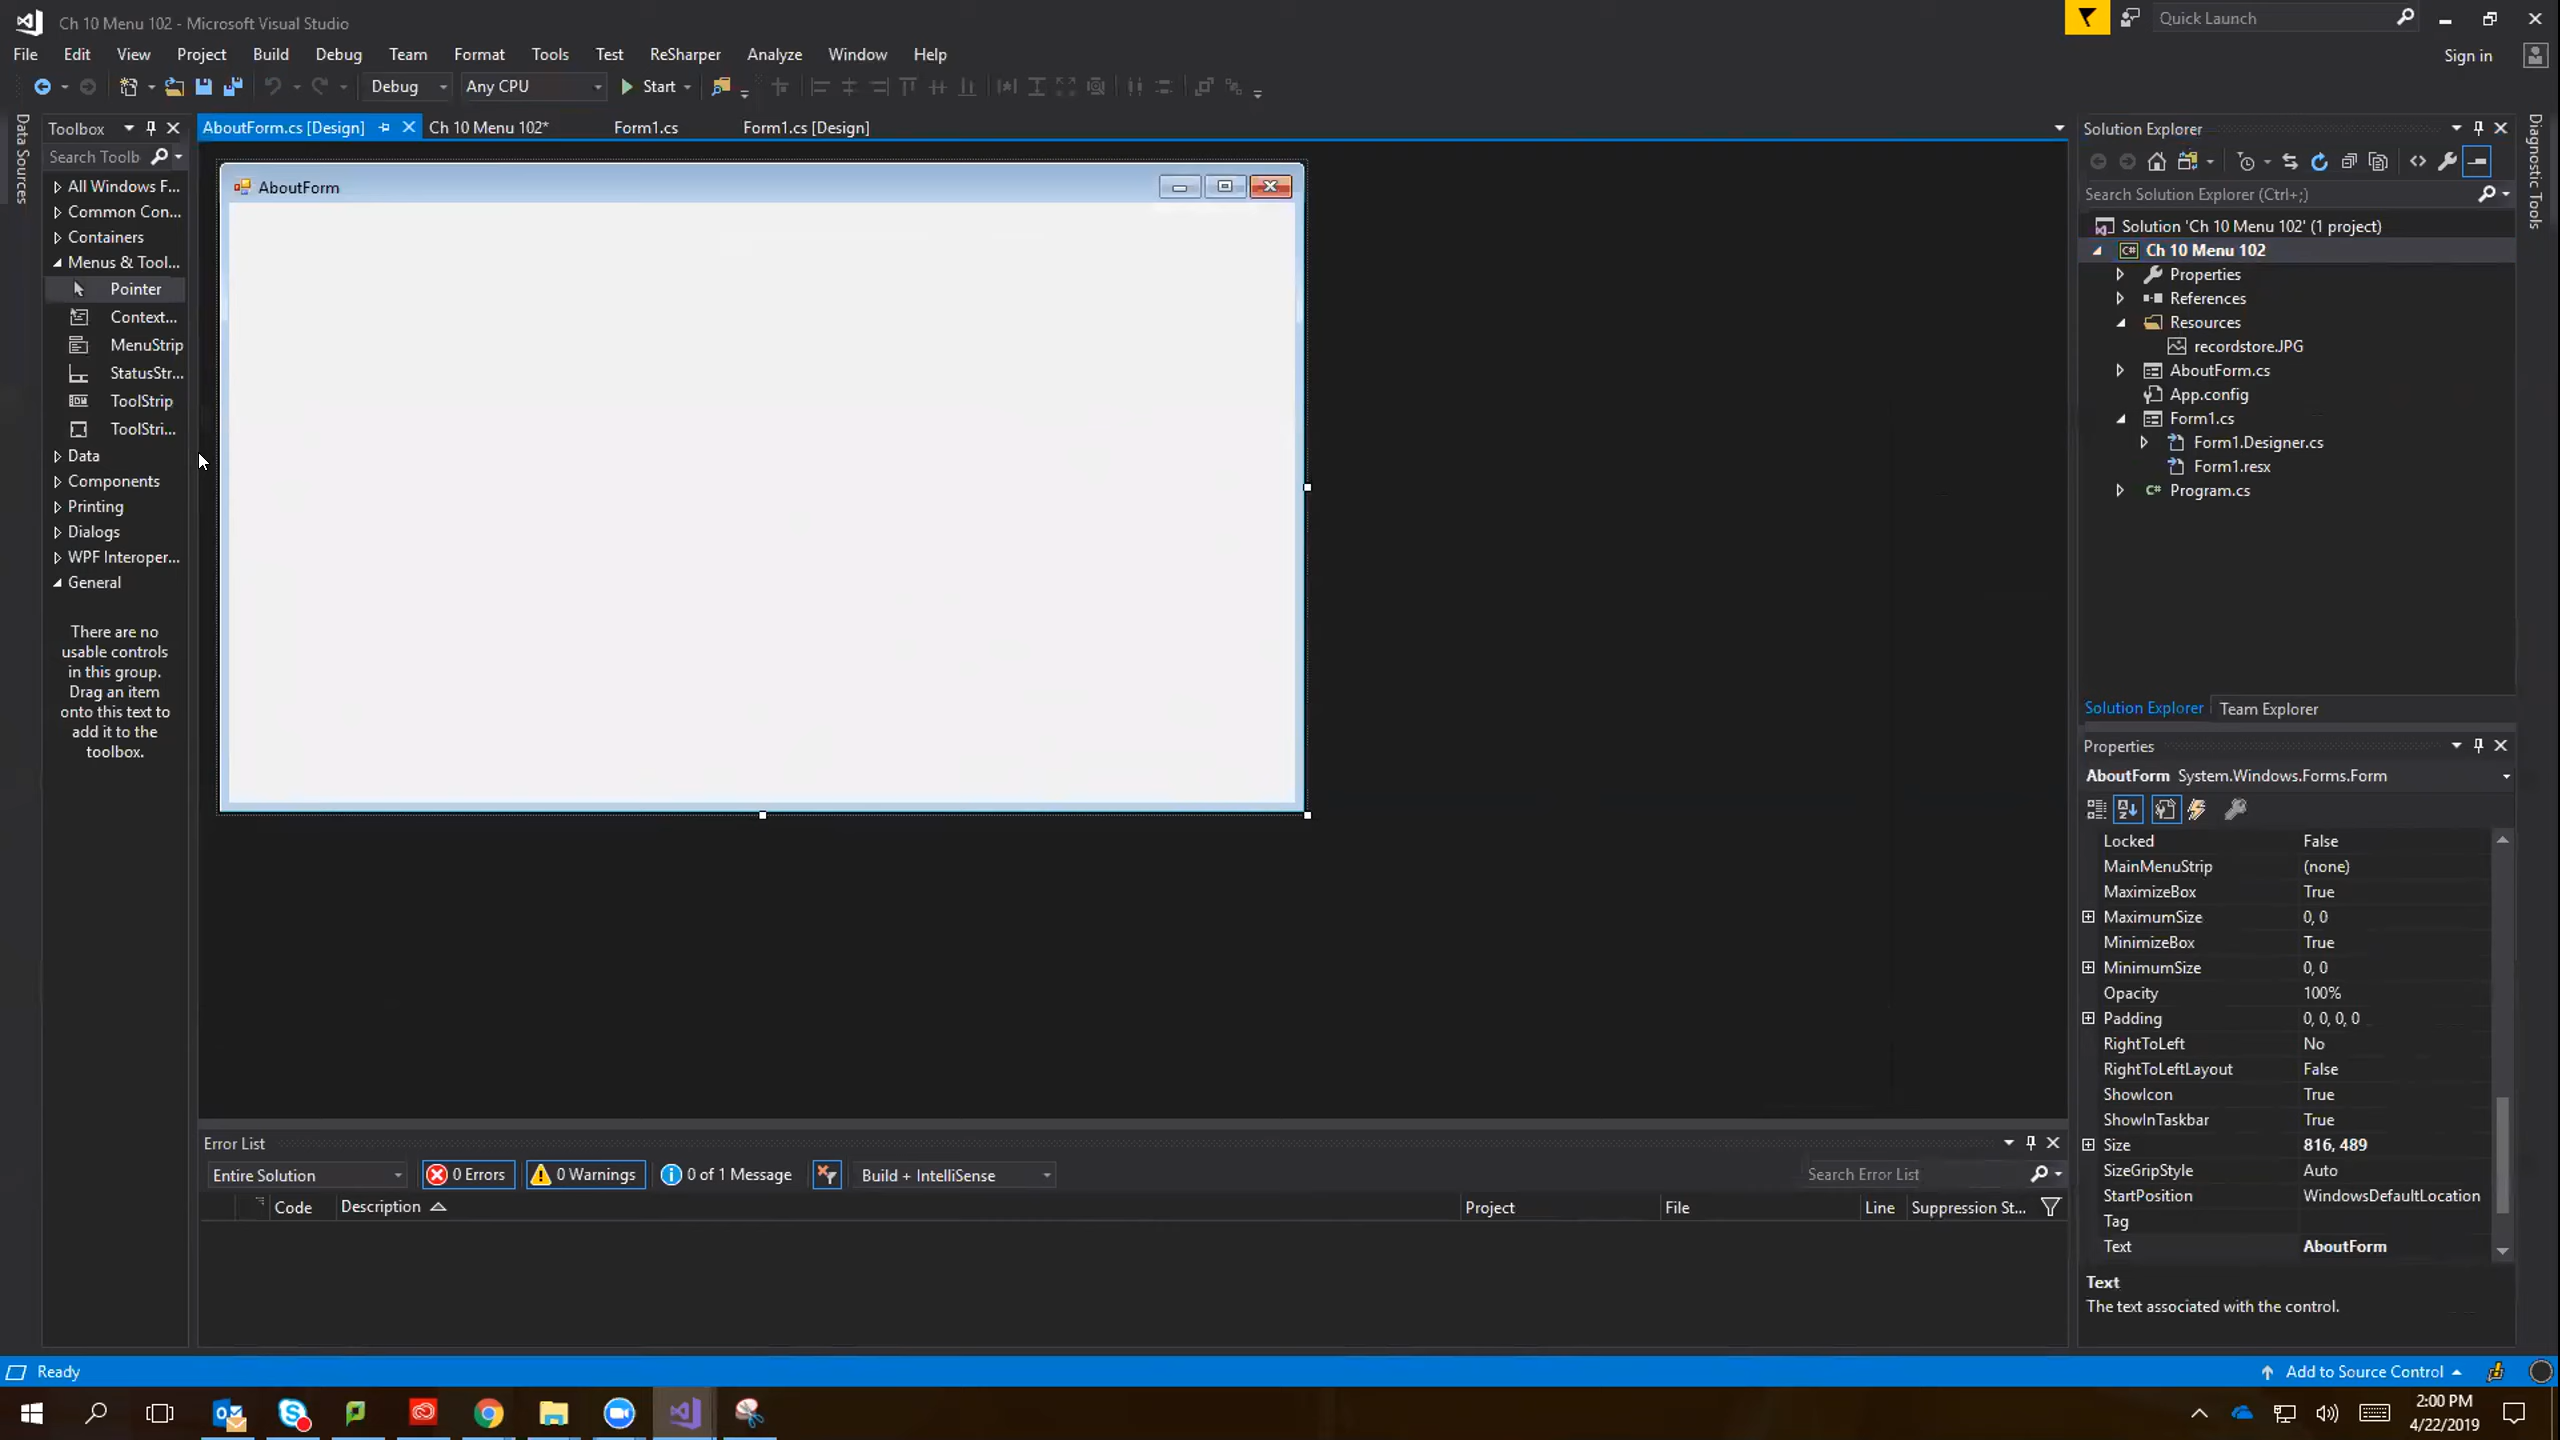 Ch 10 Menu 102 - Microsoft Visual Studio
Quick Launch
File Edit View Project Build Debug Team Format Tools Test ReSharper Analyze Window Help
Sign in
Debug Any CPU Start
Data Sources
Toolbox
Search Toolb
All Windows F...
Common Con...
Containers
Menus & Tool...
Pointer
Context...
MenuStrip
StatusStr...
ToolStrip
ToolStri...
Data
Components
Printing
Dialogs
WPF Interoper...
General
There are no
usable controls
in this group.
Drag an item
onto this text to
add it to the
toolbox.
AboutForm.cs [Design] Ch 10 Menu 102* Form1.cs Form1.cs [Design]
AboutForm
Error List
Entire Solution 0 Errors 0 Warnings 0 of 1 Message Build + IntelliSense Search Error List
Code Description Project File Line Suppression St...
Solution Explorer
Search Solution Explorer (Ctrl+;)
Solution 'Ch 10 Menu 102' (1 project)
Ch 10 Menu 102
Properties
References
Resources
recordstore.JPG
AboutForm.cs
App.config
Form1.cs
Form1.Designer.cs
Form1.resx
Program.cs
Solution Explorer Team Explorer
Properties
AboutForm System.Windows.Forms.Form
Locked False
MainMenuStrip (none)
MaximizeBox True
MaximumSize 0, 0
MinimizeBox True
MinimumSize 0, 0
Opacity 100%
Padding 0, 0, 0, 0
RightToLeft No
RightToLeftLayout False
ShowIcon True
ShowInTaskbar True
Size 816, 489
SizeGripStyle Auto
StartPosition WindowsDefaultLocation
Tag
Text AboutForm
Text
The text associated with the control.
Diagnostic Tools
Ready
Add to Source Control
2:00 PM
4/22/2019